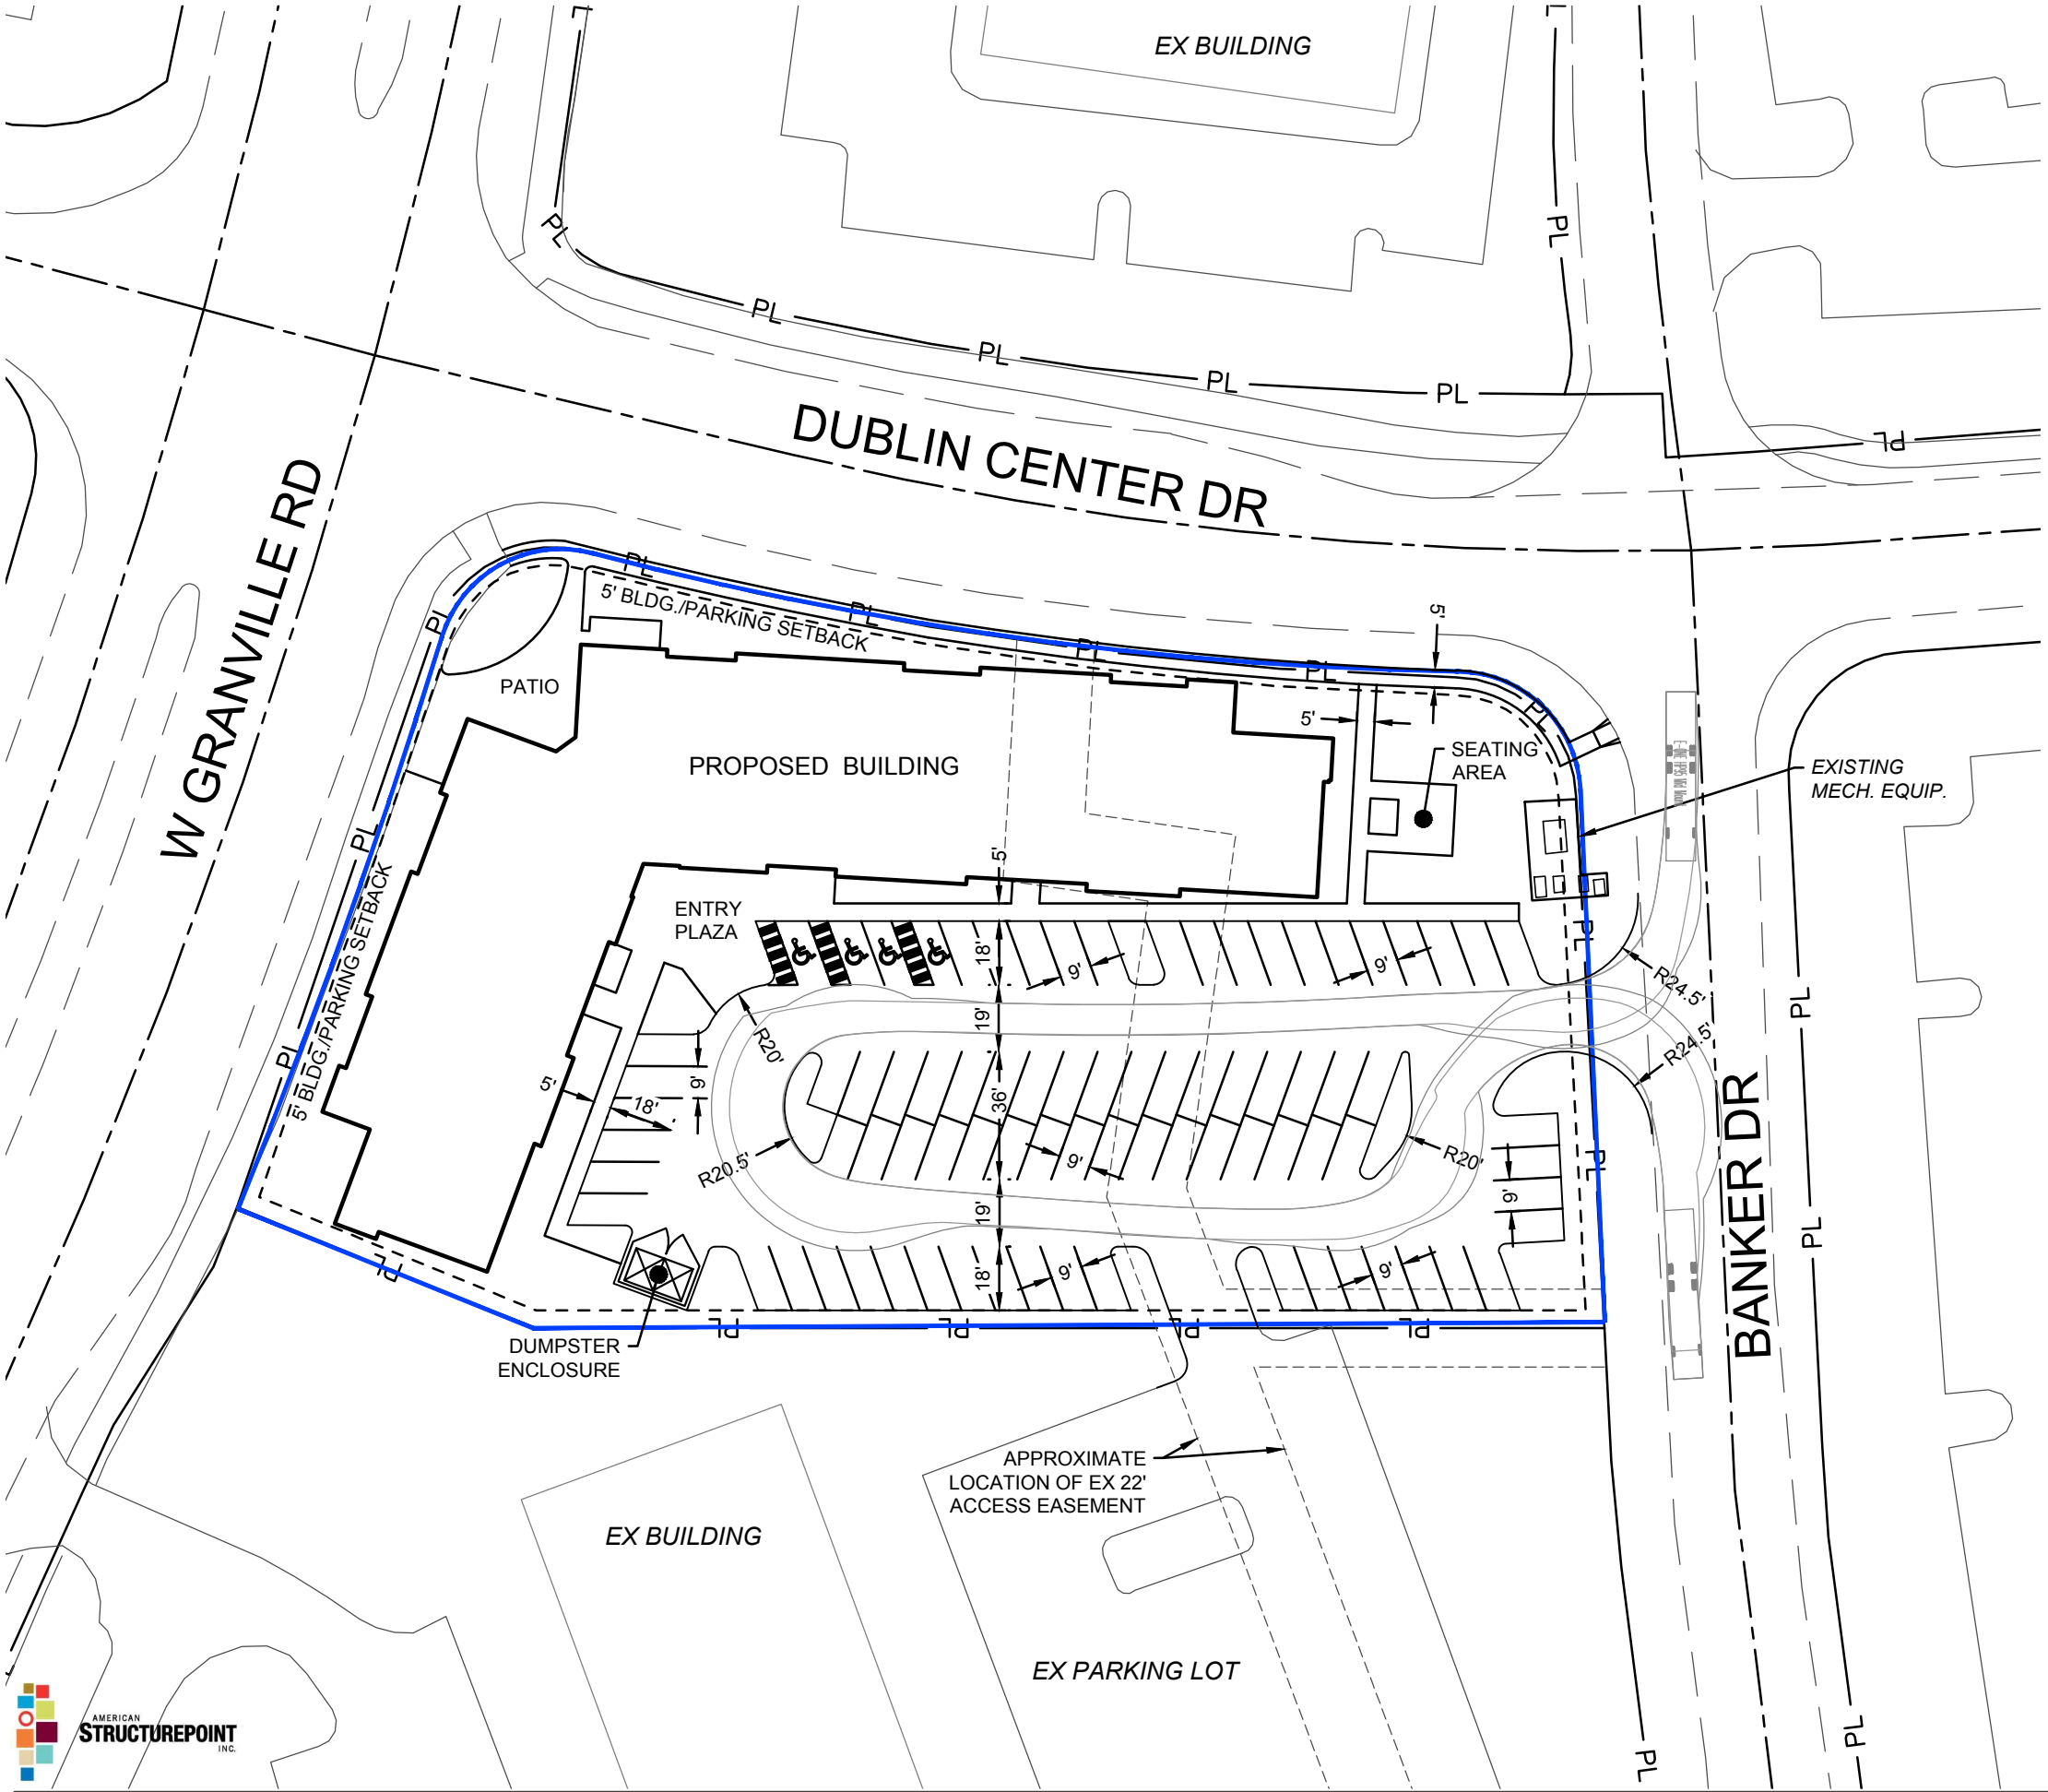 EX BUILDING
PL
PL
PL
PL
PL
PL
PL
DUBLIN CENTER DR
W GRANVILLE RD
PL
PL
PL
PL
PL
PL
5' BLDG./PARKING SETBACK
5'
PATIO
5'
SEATING
AREA
PROPOSED BUILDING
EXISTING
MECH. EQUIP.
PL
PL
5' BLDG./PARKING SETBACK
5'
ENTRY
PLAZA
18'
9'
9'
PL
R24.5'
PL
19'
R20'
R24.5'
9'
5'
18'
36'
R20.5'
9'
R20'
PL
9'
BANKER DR
19'
PL
PL
18'
9'
9'
PL
PL
PL
PL
DUMPSTER
ENCLOSURE
APPROXIMATE
LOCATION OF EX 22'
ACCESS EASEMENT
EX BUILDING
EX PARKING LOT
PL
PL
AMERICAN
STRUCTUREPOINT
INC.